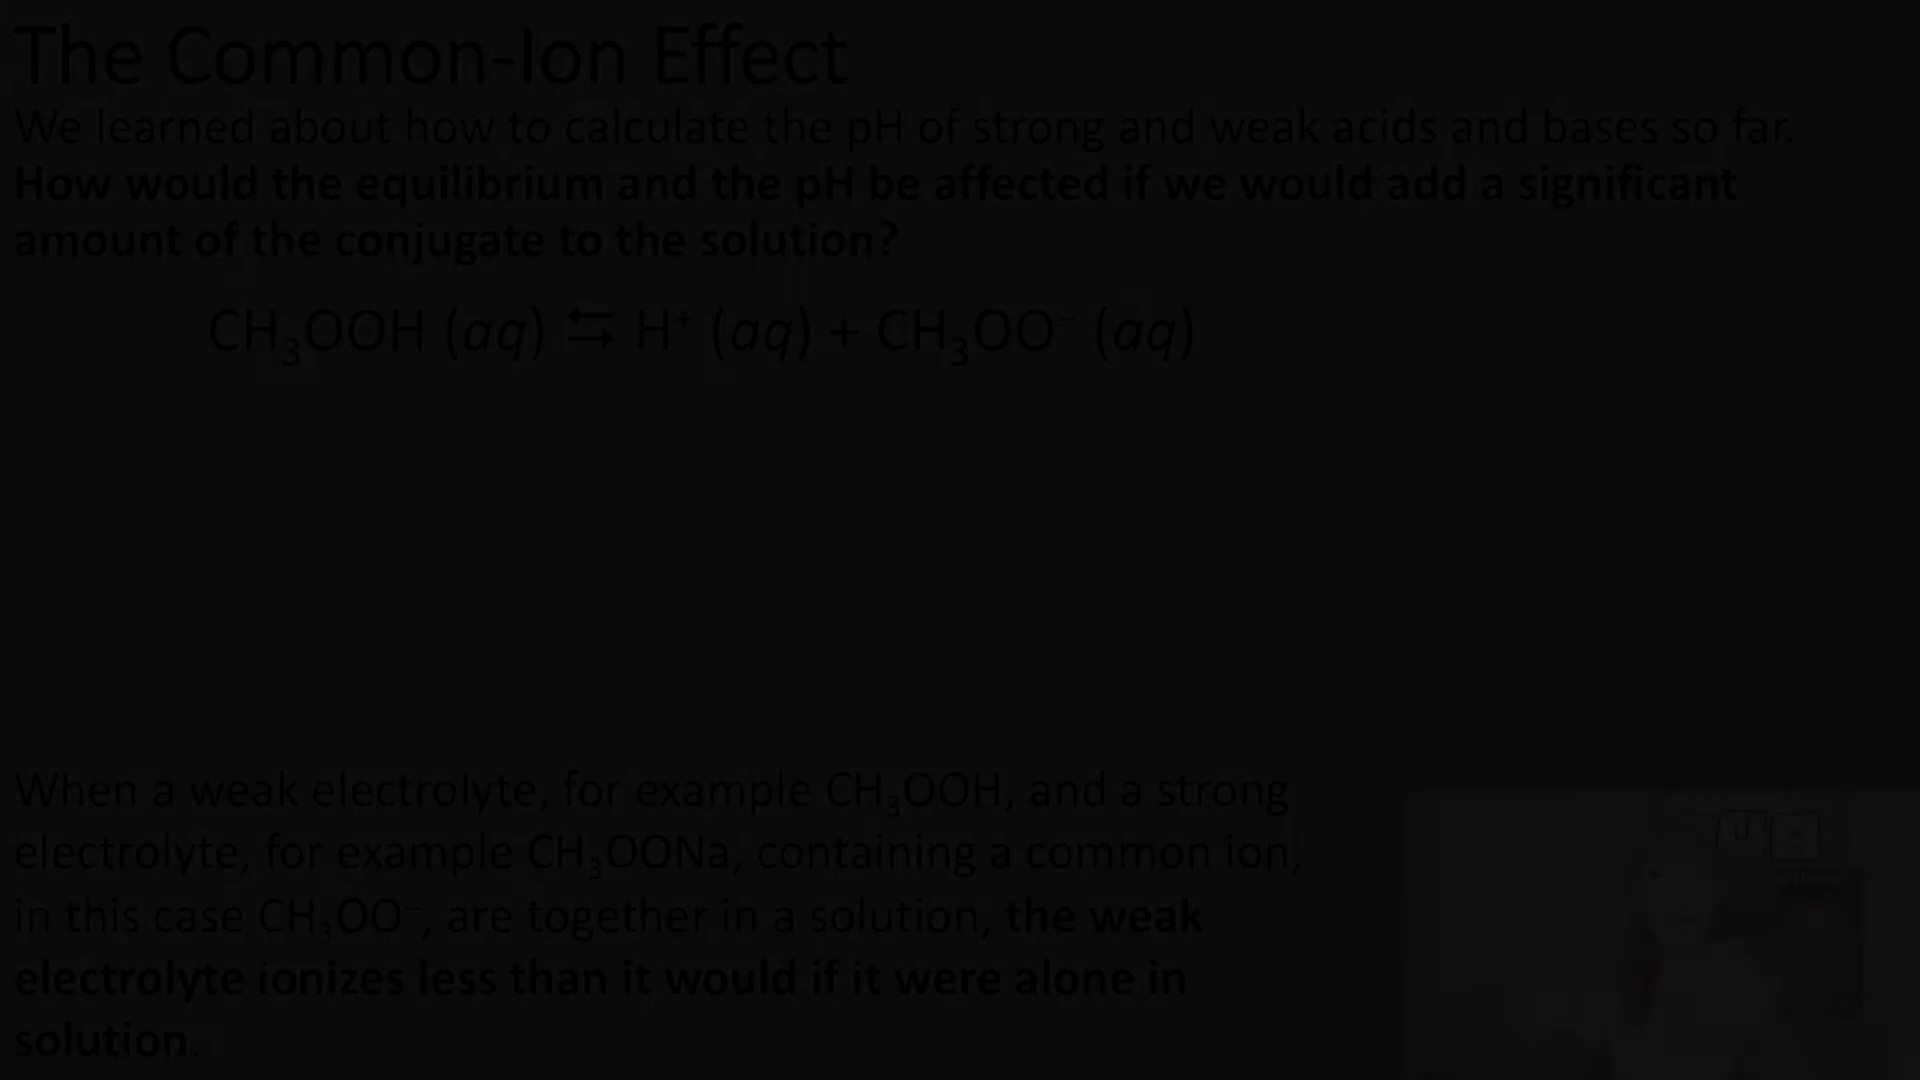 The Common-Ion Effect
We learned about how to calculate the pH of strong and weak acids and bases so far.
How would the equilibrium and the pH be affected if we would add a significant
amount of the conjugate to the solution?
CH₃OOH (aq) ⇆ H⁺ (aq) + CH₃OO⁻ (aq)
When a weak electrolyte, for example CH₃OOH, and a strong
electrolyte, for example CH₃OONa, containing a common ion,
in this case CH₃OO⁻, are together in a solution, the weak
electrolyte ionizes less than it would if it were alone in
solution.
U